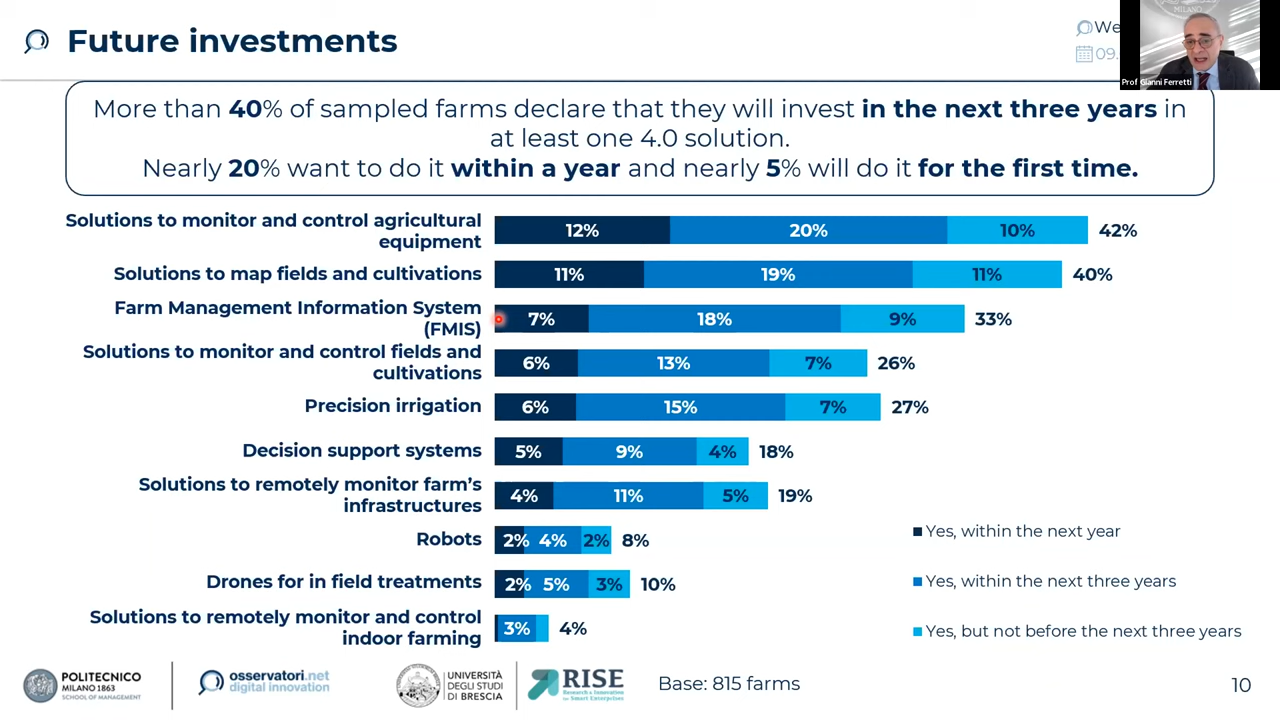 Future investments
We
09.
Prof Gianni Ferretti
More than 40% of sampled farms declare that they will invest in the next three years in
at least one 4.0 solution.
Nearly 20% want to do it within a year and nearly 5% will do it for the first time.
Solutions to monitor and control agricultural
equipment
12% 20% 10% 42%
Solutions to map fields and cultivations
11% 19% 11% 40%
Farm Management Information System
(FMIS)
7% 18% 9% 33%
Solutions to monitor and control fields and
cultivations
6% 13% 7% 26%
Precision irrigation
6% 15% 7% 27%
Decision support systems
5% 9% 4% 18%
Solutions to remotely monitor farm's
infrastructures
4% 11% 5% 19%
Robots
2% 4% 2% 8%
Drones for in field treatments
2% 5% 3% 10%
Solutions to remotely monitor and control
indoor farming
3% 4%
Yes, within the next year
Yes, within the next three years
Yes, but not before the next three years
POLITECNICO
MILANO 1863
SCHOOL OF MANAGEMENT
osservatori.net
digital innovation
UNIVERSITÀ
DEGLI STUDI
DI BRESCIA
RISE
Research & Innovation
for Smart Enterprises
Base: 815 farms
10
MILANO